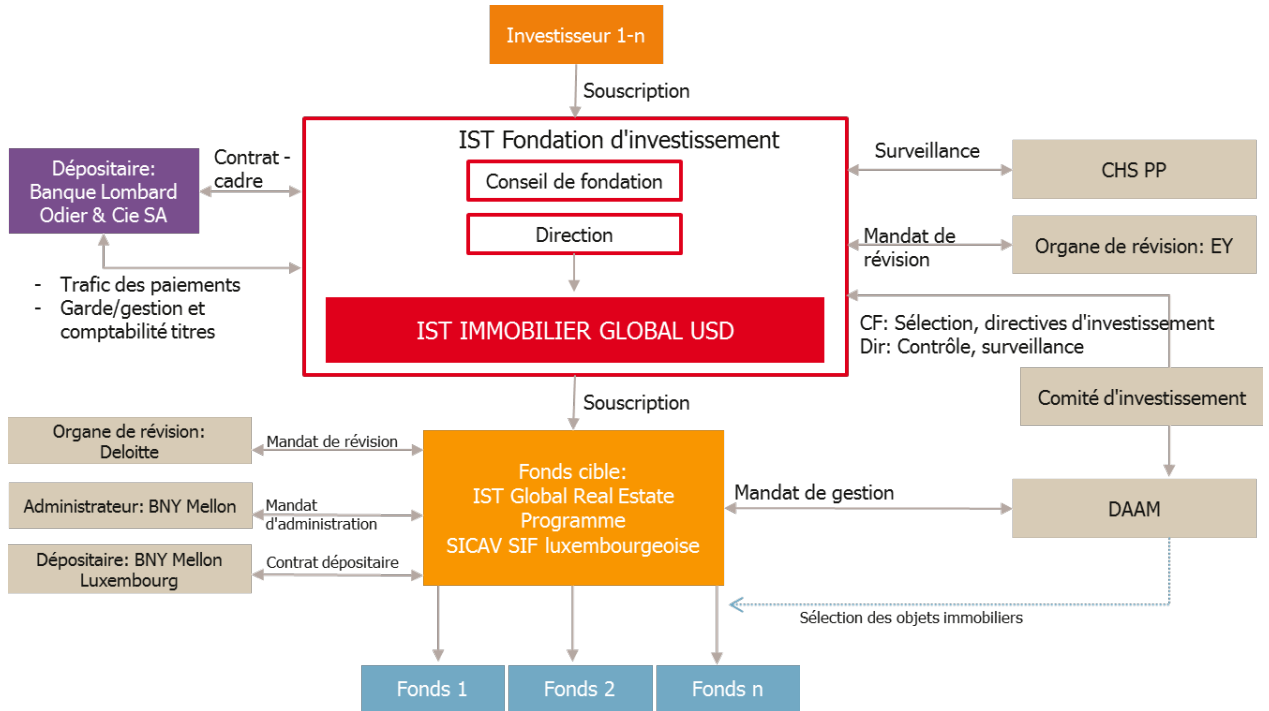 Investisseur 1-n
Souscription
IST Fondation d'investissement
Conseil de fondation
Direction
IST IMMOBILIER GLOBAL USD
Dépositaire:
Banque Lombard
Odier & Cie SA
Contrat -
cadre
- Trafic des paiements
- Garde/gestion et
comptabilité titres
Surveillance
CHS PP
Mandat de
révision
Organe de révision: EY
CF: Sélection, directives d'investissement
Dir: Contrôle, surveillance
Comité d'investissement
Souscription
Organe de révision:
Deloitte
Mandat de révision
Administrateur: BNY Mellon
Mandat
d'administration
Dépositaire: BNY Mellon
Luxembourg
Contrat dépositaire
Fonds cible:
IST Global Real Estate
Programme
SICAV SIF luxembourgeoise
Mandat de gestion
DAAM
Sélection des objets immobiliers
Fonds 1
Fonds 2
Fonds n